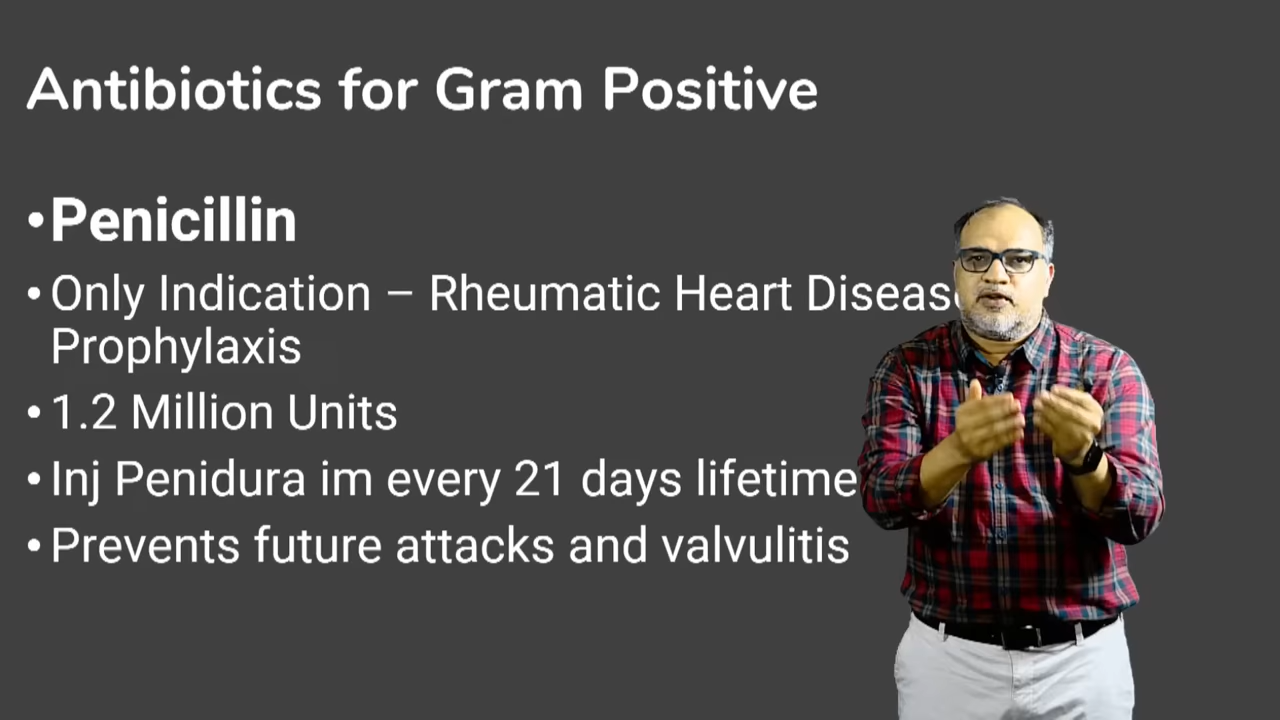 Antibiotics for Gram Positive
•Penicillin
• Only Indication – Rheumatic Heart
Prophylaxis
• 1.2 Million Units
• Inj Penidura im every 21 days lifetime
• Prevents future attacks and valvulitis